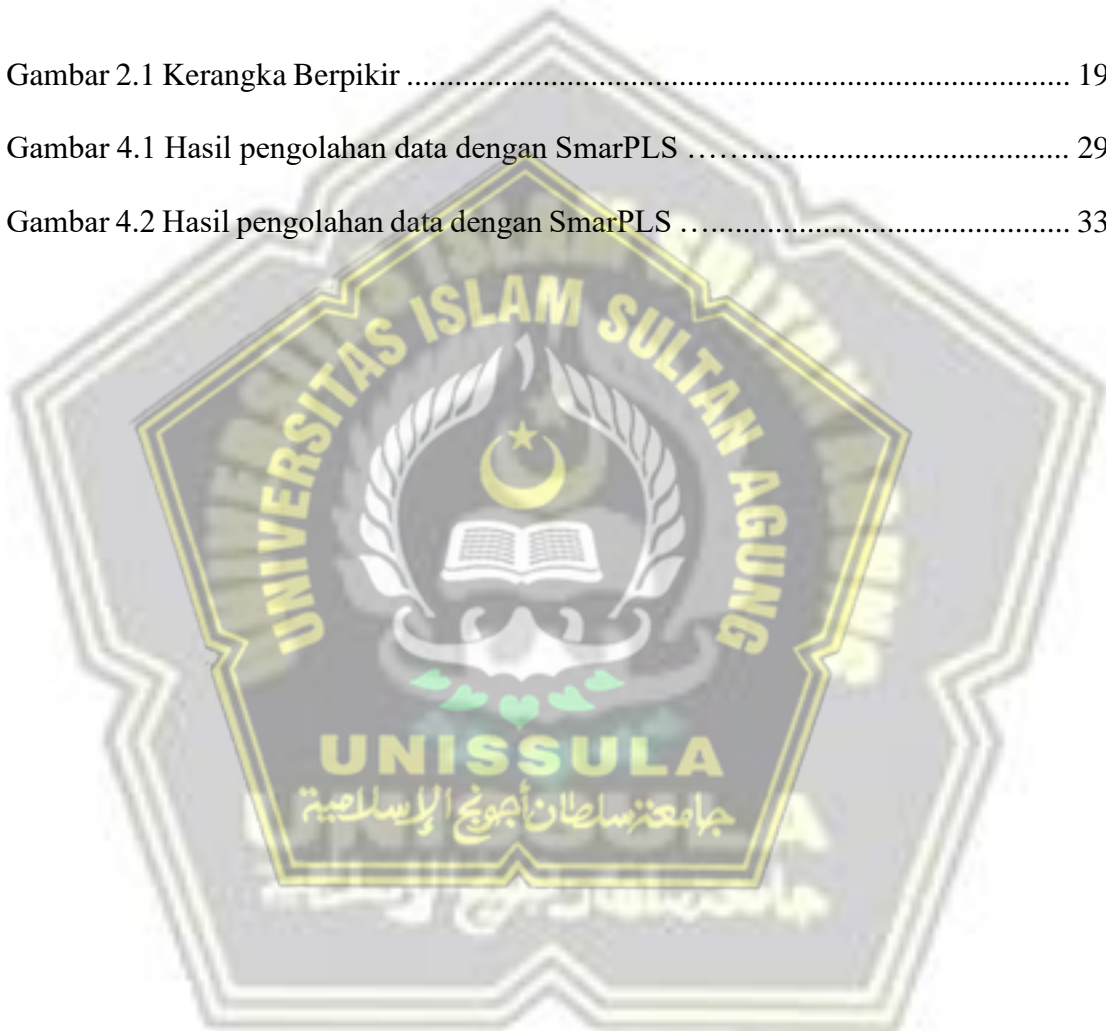 Gambar 2.1 Kerangka Berpikir ........................................................................................ 19
Gambar 4.1 Hasil pengolahan data dengan SmarPLS ……......................................... 29
Gambar 4.2 Hasil pengolahan data dengan SmarPLS ….............................................. 33
UNIVERSITAS ISLAM SULTAN AGUNG
UNISSULA
جامعة سلطان أجونج الإسلامية